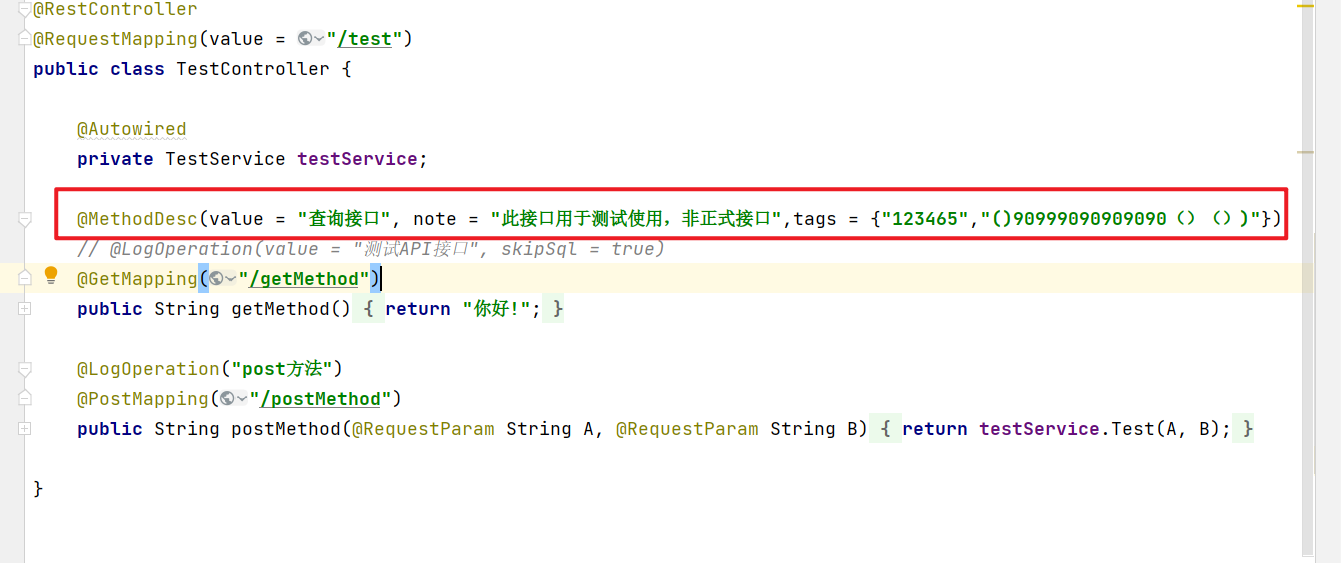 @RestController
@RequestMapping(value = "/test")
public class TestController {
@Autowired
private TestService testService;
@MethodDesc(value = "查询接口", note = "此接口用于测试使用，非正式接口",tags = {"123465","()90999090909090（）（）)"})
// @LogOperation(value = "测试API接口", skipSql = true)
@GetMapping("/getMethod")
public String getMethod() { return "你好!"; }
@LogOperation("post方法")
@PostMapping("/postMethod")
public String postMethod(@RequestParam String A, @RequestParam String B) { return testService.Test(A, B); }
}